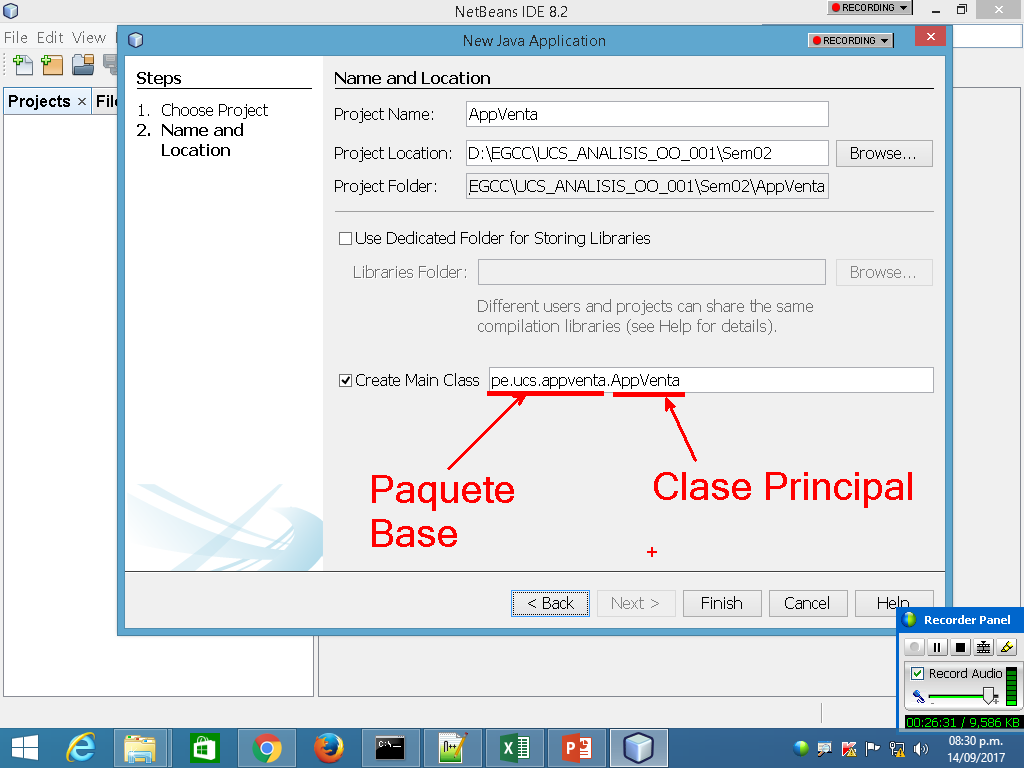 NetBeans IDE 8.2
RECORDING
File Edit View
New Java Application
RECORDING
Projects × File
Steps
1. Choose Project
2. Name and
Location
Name and Location
Project Name: AppVenta
Project Location: D:\EGCC\UCS_ANALISIS_OO_001\Sem02 Browse...
Project Folder: EGCC\UCS_ANALISIS_OO_001\Sem02\AppVenta
Use Dedicated Folder for Storing Libraries
Libraries Folder: Browse...
Different users and projects can share the same
compilation libraries (see Help for details).
Create Main Class pe.ucs.appventa.AppVenta
Paquete
Base
Clase Principal
< Back Next > Finish Cancel Help
Recorder Panel
Record Audio
00:26:31 / 9,586 KB
08:30 p.m.
14/09/2017